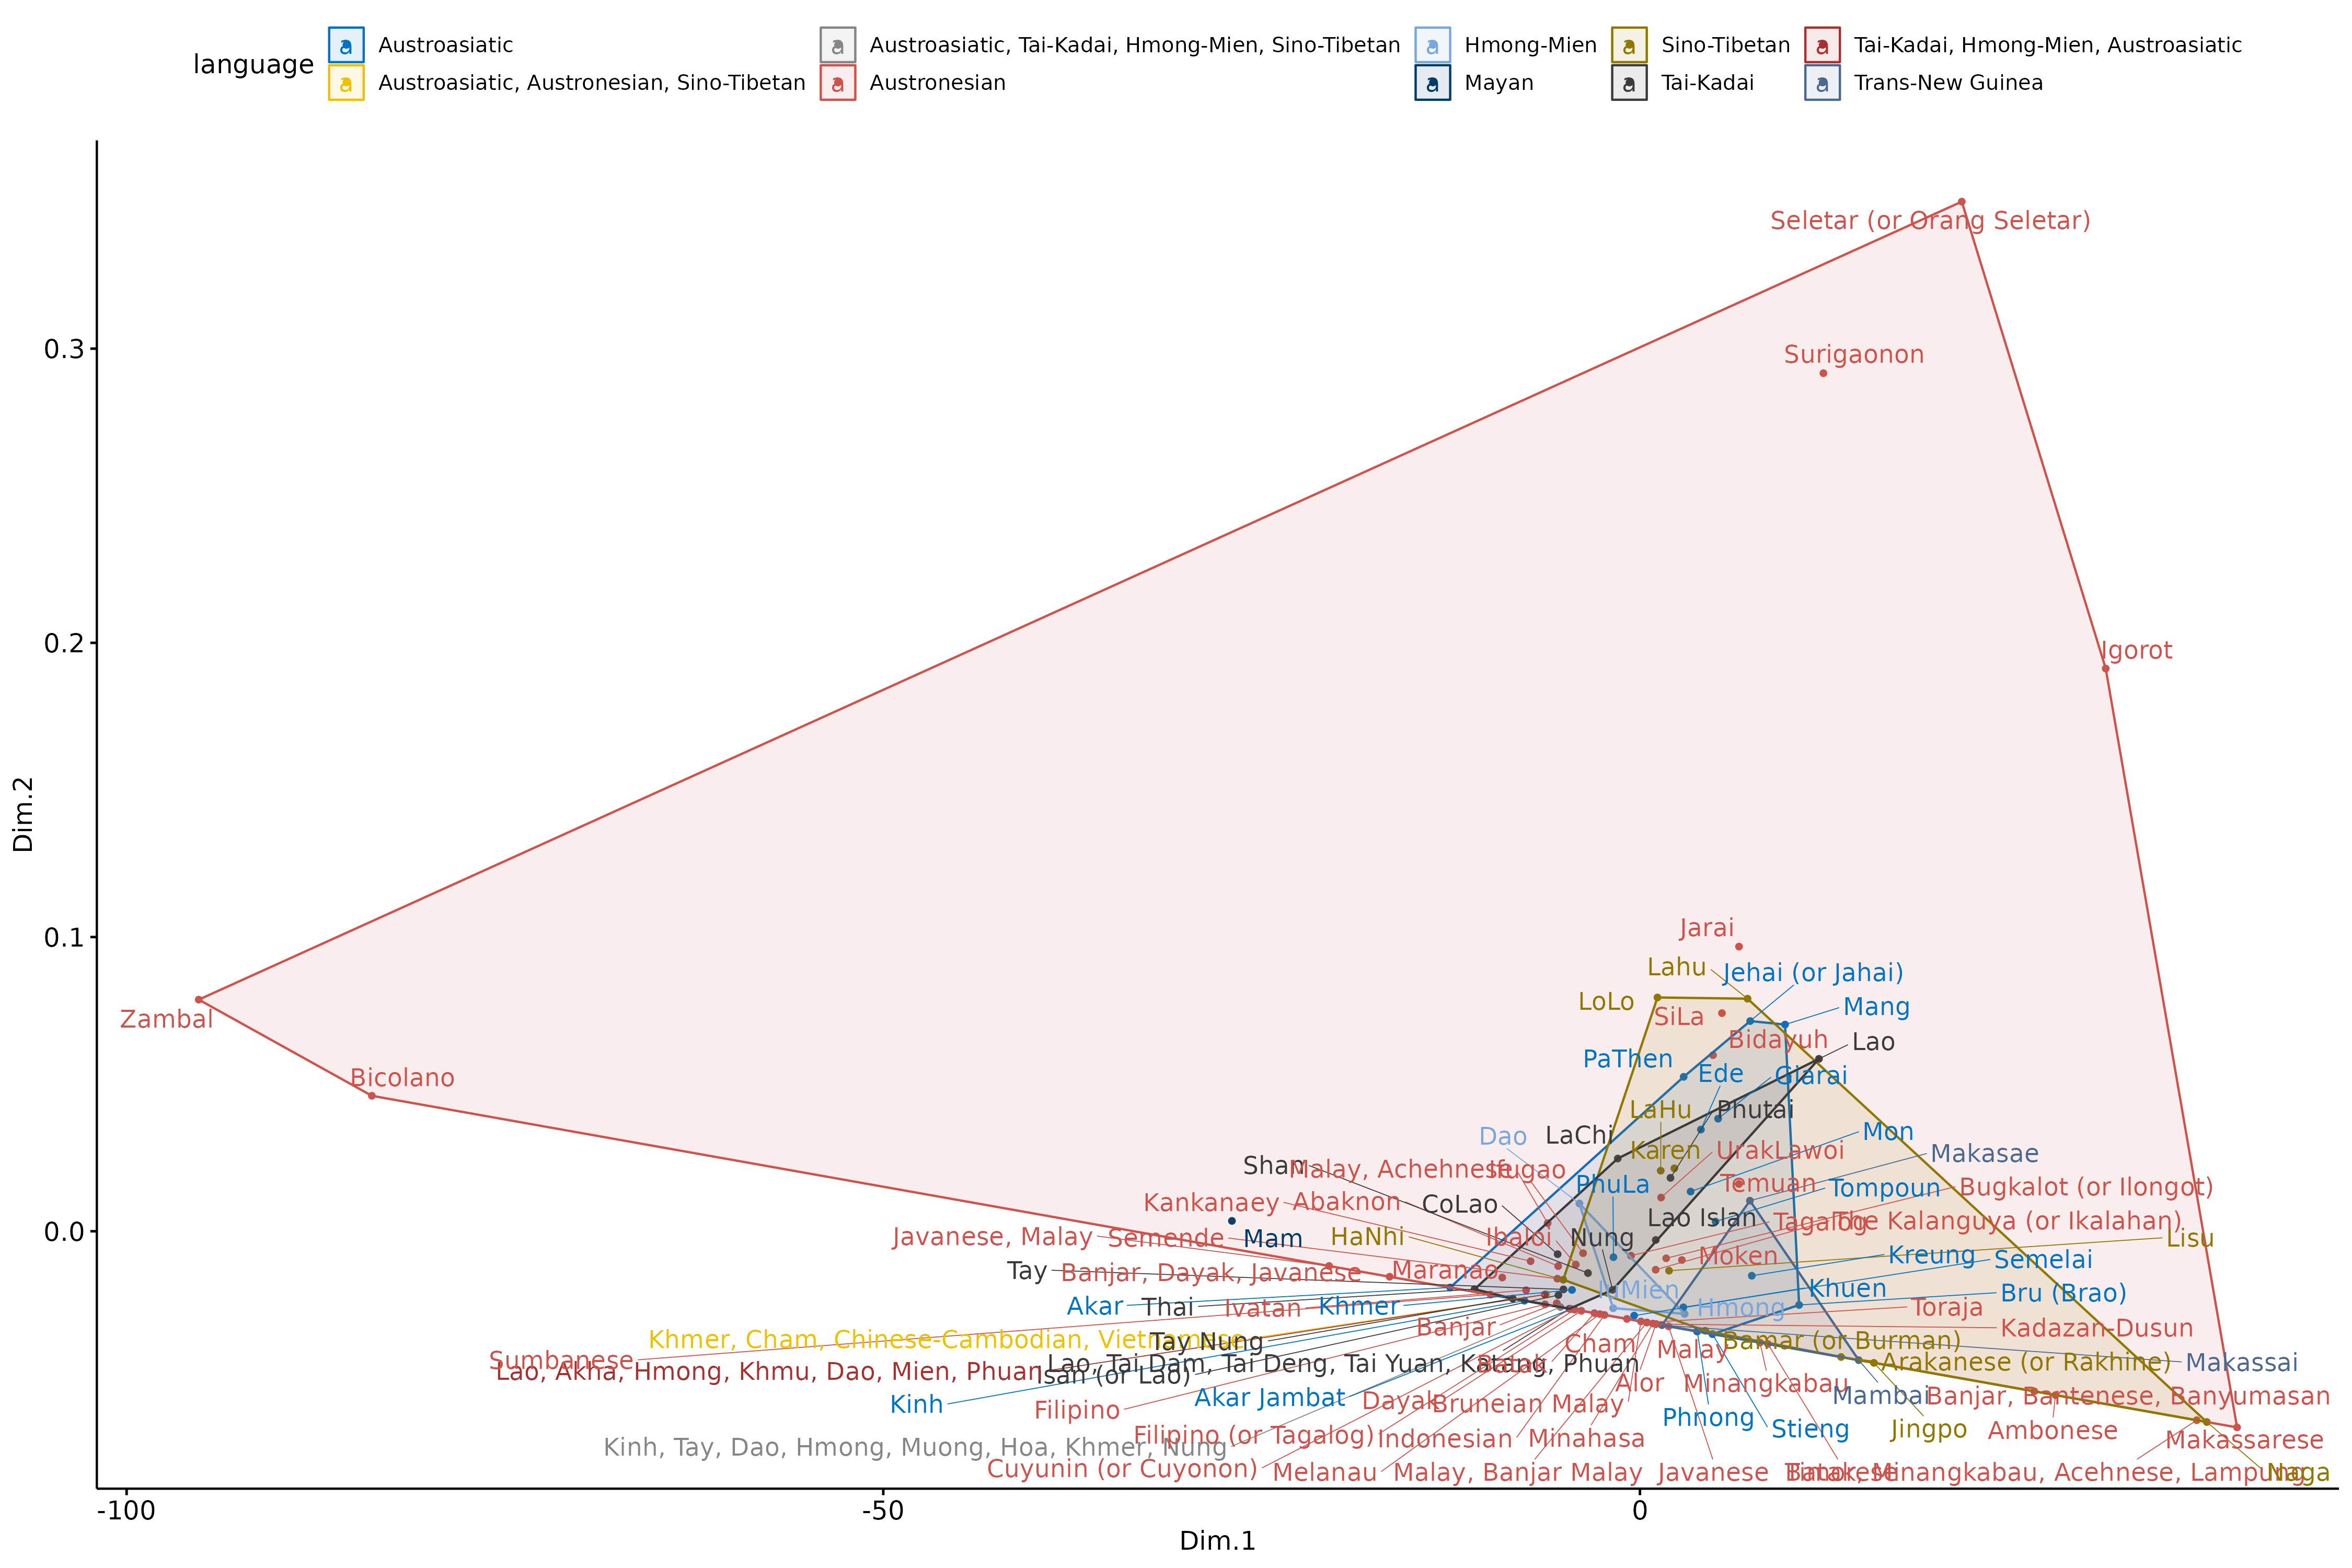 language
a Austroasiatic
a Austroasiatic, Tai-Kadai, Hmong-Mien, Sino-Tibetan
a Hmong-Mien
a Sino-Tibetan
a Tai-Kadai, Hmong-Mien, Austroasiatic
a Austroasiatic, Austronesian, Sino-Tibetan
a Austronesian
a Mayan
a Tai-Kadai
a Trans-New Guinea
Seletar (or Orang Seletar)
0.3
Surigaonon
0.2
Igorot
Dim.2
0.1
Jarai
Lahu
Jehai (or Jahai)
LoLo
Mang
Zambal
SiLa
Bidayuh
Lao
PaThen
Ede
Giarai
Bicolano
LaHu
Phutai
Dao
LaChi
Mon
Karen
UrakLawoi
Makasae
Shan
Malay, Achehnese
Ifugao
PhuLa
Temuan
Tompoun
Bugkalot (or Ilongot)
Kankanaey
Abaknon
CoLao
Lao Islan
Tagalog
The Kalanguya (or Ikalahan)
0.0
Javanese, Malay
Semende
Mam
HaNhi
Ibaloi
Nung
Lisu
Moken
Kreung
Semelai
Tay
Banjar, Dayak, Javanese
Maranao
Mien
Khuen
Bru (Brao)
Akar
Thai
Ivatan
Khmer
Hmong
Toraja
Banjar
Kadazan-Dusun
Khmer, Cham, Chinese-Cambodian, Vietnamese
Tay Nung
Cham
Malay
Bamar (or Burman)
Sumbanese
Lao, Tai Dam, Tai Deng, Tai Yuan, Katang, Phuan
Arakanese (or Rakhine)
Makassai
Lao, Akha, Hmong, Khmu, Dao, Mien, Phuan
Isan (or Lao)
Alor
Minangkabau
Kinh
Filipino
Akar Jambat
Dayak
Bruneian Malay
Mambai
Banjar, Bantenese, Banyumasan
Phnong
Stieng
Jingpo
Ambonese
Kinh, Tay, Dao, Hmong, Muong, Hoa, Khmer, Nung
Filipino (or Tagalog)
Indonesian
Minahasa
Makassarese
Cuyunin (or Cuyonon)
Melanau
Malay, Banjar Malay
Javanese
Minangkabau, Acehnese, Lampung
Naga
-100
-50
0
Dim.1